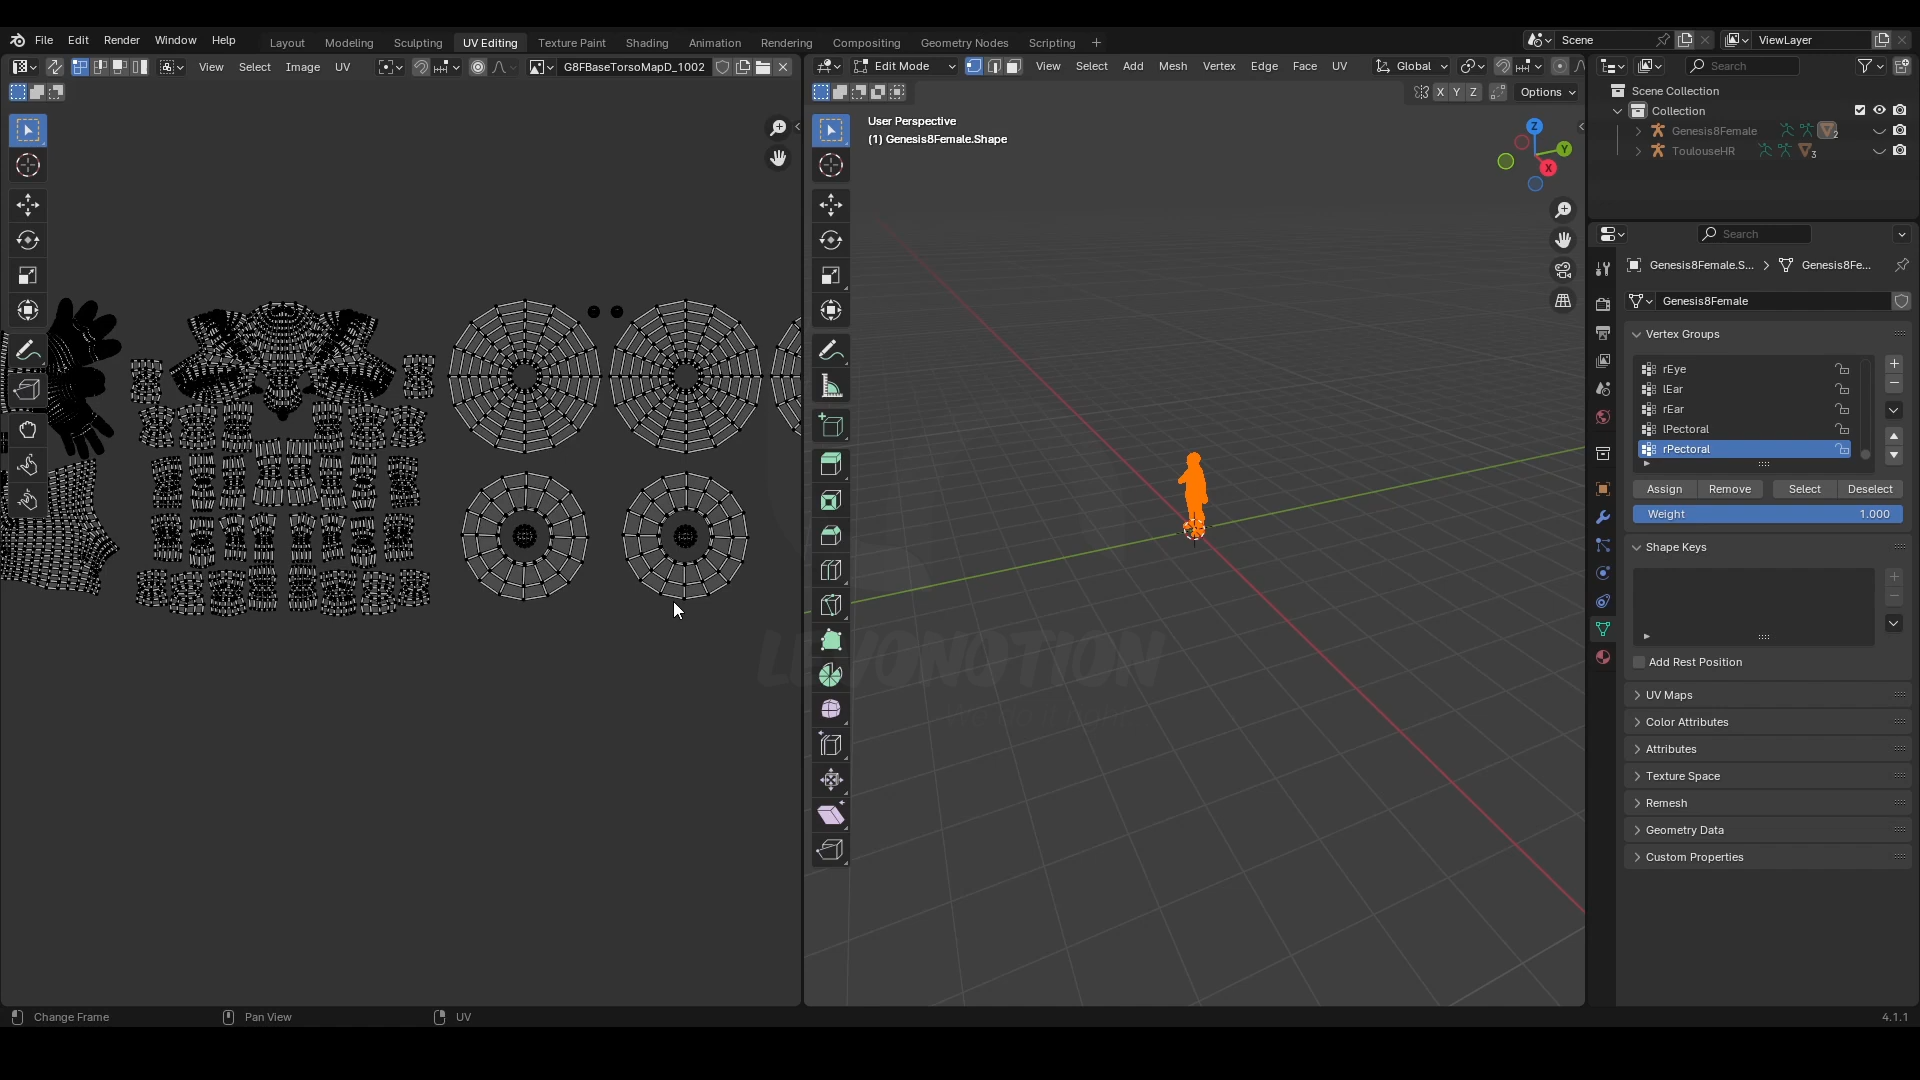 File Edit Render Window Help Layout Modeling Sculpting UV Editing Texture Paint Shading Animation Rendering Compositing Geometry Nodes Scripting Scene ViewLayer
View Select Image UV G8FBaseTorsoMapD_1002
Edit Mode View Select Add Mesh Vertex Edge Face UV Global
X Y Z Options
User Perspective
(1) Genesis8Female.Shape
Z
Y
X
Search
Scene Collection
Collection
Genesis8Female 2
ToulouseHR 3
Search
Genesis8Female.S... Genesis8Fe...
Genesis8Female
Vertex Groups
rEye
lEar
rEar
lPectoral
rPectoral
Assign Remove Select Deselect
Weight 1.000
Shape Keys
Add Rest Position
UV Maps
Color Attributes
Attributes
Texture Space
Remesh
Geometry Data
Custom Properties
LEVONOTION
Change Frame Pan View UV 4.1.1